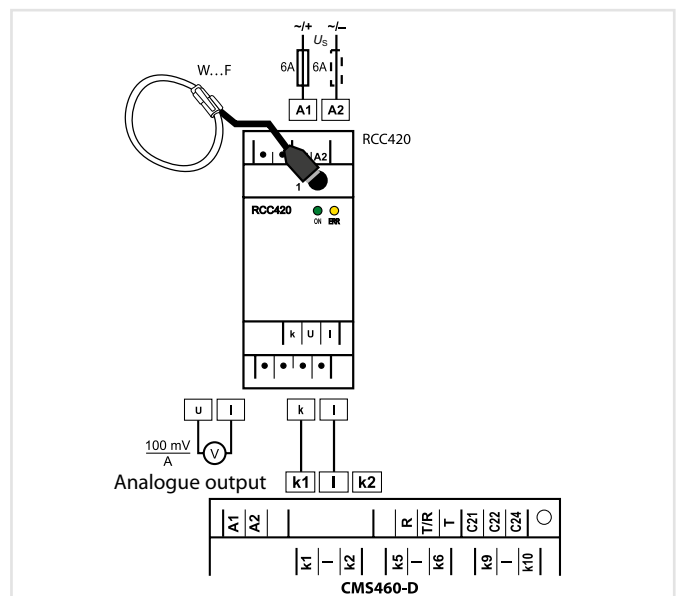 ~/+ ~/–
Us
6A 6A
W...F
A1 A2
RCC420
A2
1
RCC420
ON ERR
k U I
U I k I
100 mV
A
V
Analogue output
k1 I k2
A1 A2 R T/R T C21 C22 C24
k1 I k2 k5 I k6 k9 I k10
CMS460-D